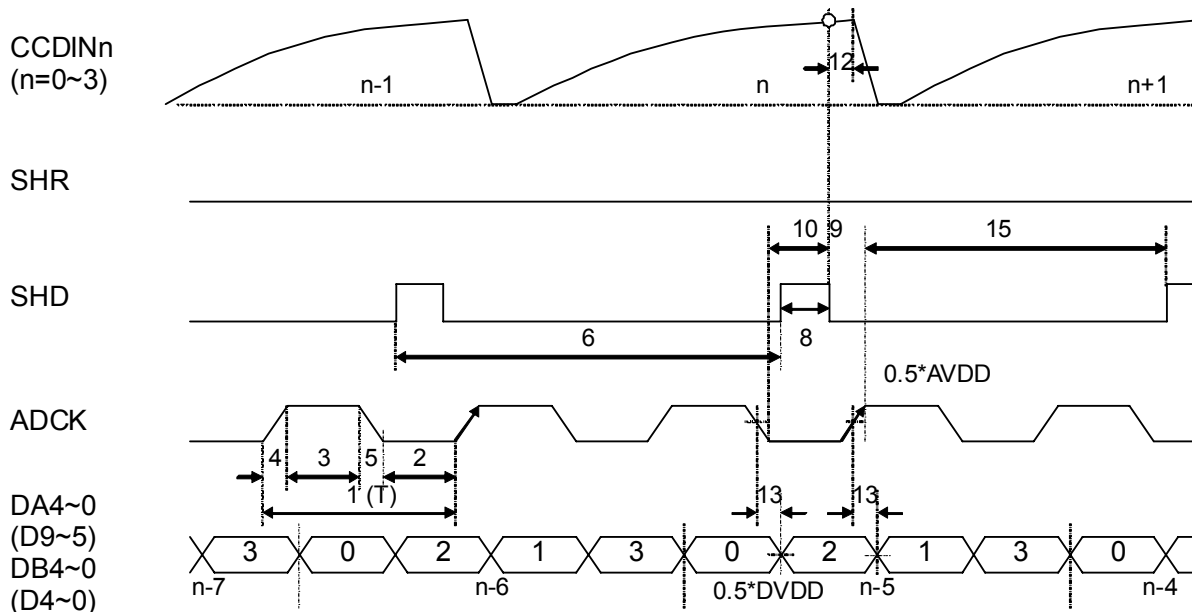 CCDINn
(n=0~3)
n-1
n
12
n+1
SHR
10 9 15
SHD
6
8
0.5*AVDD
ADCK
4 3 5 2
1 (T)
13 13
DA4~0
(D9~5)
DB4~0
(D4~0)
3 0 2 1 3 0 2 1 3 0
n-7 n-6 0.5*DVDD n-5 n-4